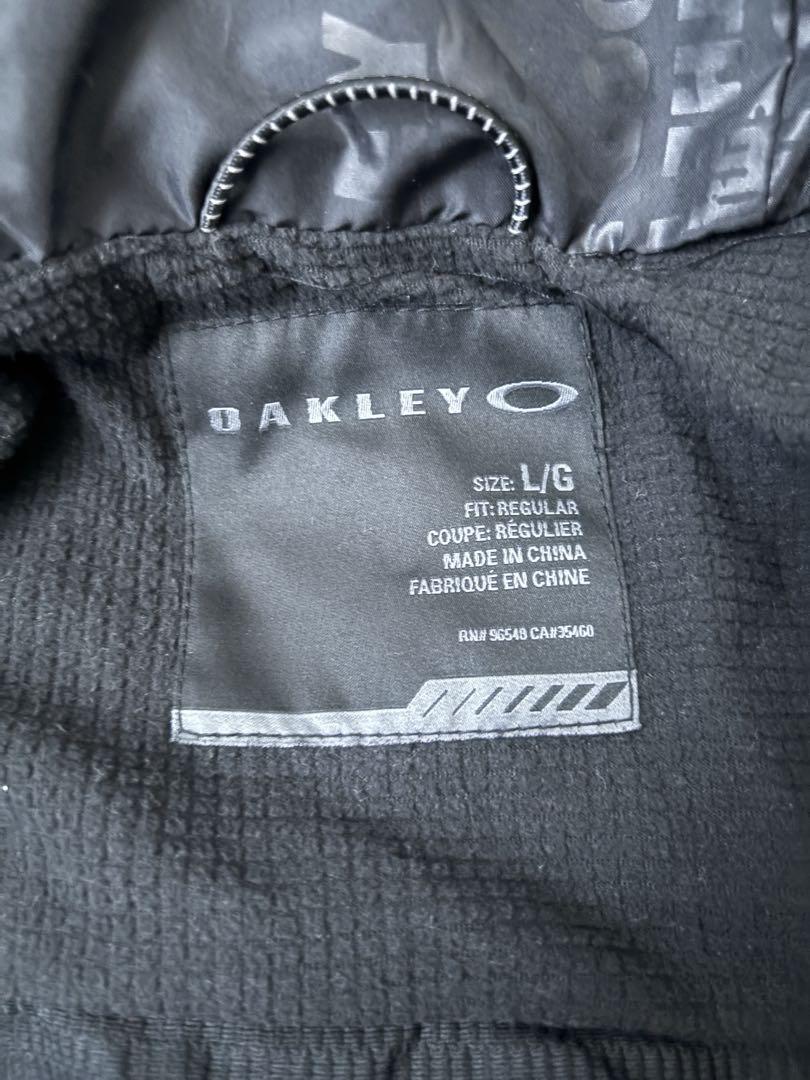 OAKLEY
SIZE: L/G
FIT: REGULAR
COUPE: RÉGULIER
MADE IN CHINA
FABRIQUÉ EN CHINE
RN# 96548 CA#35460